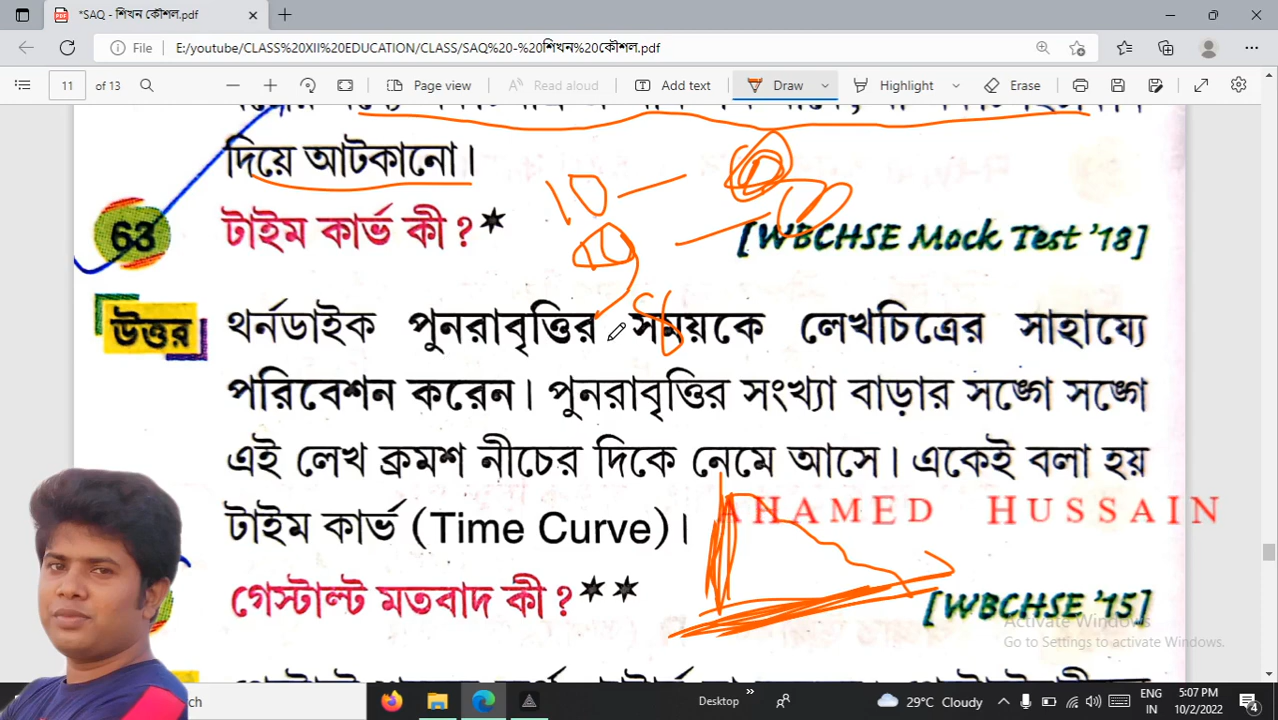 *SAQ - শিখন কৌশল.pdf
File E:/youtube/CLASS%20XII%20EDUCATION/CLASS/SAQ%20-%20শিখন%20কৌশল.pdf
11 of 13 Page view Read aloud Add text Draw Highlight Erase
দিয়ে আটকানো।
10
63 টাইম কার্ভ কী ?★ [WBCHSE Mock Test '18]
উত্তর থর্নডাইক পুনরাবৃত্তির সময়কে লেখচিত্রের সাহায্যে
পরিবেশন করেন। পুনরাবৃত্তির সংখ্যা বাড়ার সঙ্গে সঙ্গে
এই লেখ ক্রমশ নীচের দিকে নেমে আসে। একেই বলা হয়
ANAMED HUSSAIN
টাইম কার্ভ (Time Curve)।
গেস্টাল্ট মতবাদ কী ?★★ [WBCHSE '15]
Activate Windows
Go to Settings to activate Windows.
rch Desktop 29°C Cloudy ENG 5:07 PM
IN 10/2/2022 4